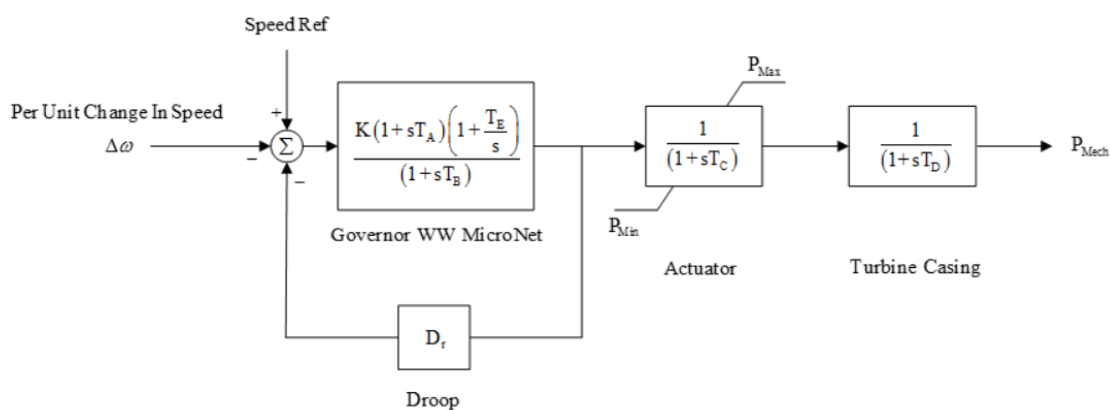 Speed Ref
P_Max
Per Unit Change In Speed
Δω
+
−
−
Σ
K(1+sT_A)(1+T_E/s)
(1+sT_B)
1
(1+sT_C)
1
(1+sT_D)
P_Mech
P_Min
Governor WW MicroNet
Actuator
Turbine Casing
D_r
Droop